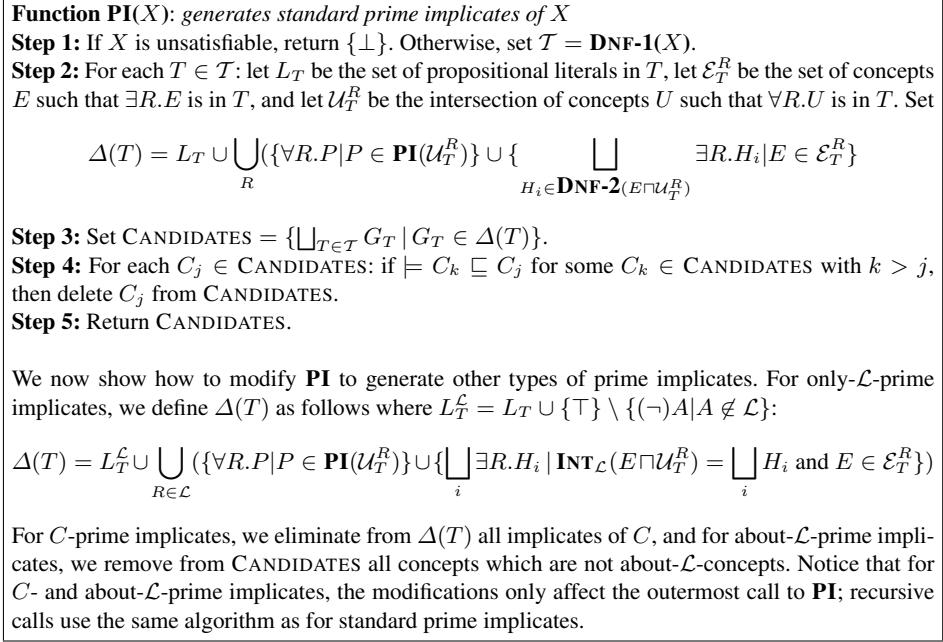 Function PI(X): generates standard prime implicates of X
Step 1: If X is unsatisfiable, return {⊥}. Otherwise, set 𝒯 = DNF-1(X).
Step 2: For each T ∈ 𝒯: let L_T be the set of propositional literals in T, let ℰ_T^R be the set of concepts
E such that ∃R.E is in T, and let 𝒰_T^R be the intersection of concepts U such that ∀R.U is in T. Set
Δ(T) = L_T ∪ ⋃_R({∀R.P|P ∈ PI(𝒰_T^R)} ∪ { ⨆_{H_i∈DNF-2(E⊓𝒰_T^R)} ∃R.H_i|E ∈ ℰ_T^R}
Step 3: Set CANDIDATES = {⨆_{T∈𝒯} G_T | G_T ∈ Δ(T)}.
Step 4: For each C_j ∈ CANDIDATES: if ⊨ C_k ⊑ C_j for some C_k ∈ CANDIDATES with k > j,
then delete C_j from CANDIDATES.
Step 5: Return CANDIDATES.
We now show how to modify PI to generate other types of prime implicates. For only-ℒ-prime
implicates, we define Δ(T) as follows where L_T^ℒ = L_T ∪ {⊤} \ {(¬)A|A ∉ ℒ}:
Δ(T) = L_T^ℒ ∪ ⋃_{R∈ℒ} ({∀R.P|P ∈ PI(𝒰_T^R)} ∪ {⨆_i ∃R.H_i | INT_ℒ(E⊓𝒰_T^R) = ⨆_i H_i and E ∈ ℰ_T^R})
For C-prime implicates, we eliminate from Δ(T) all implicates of C, and for about-ℒ-prime impli-
cates, we remove from CANDIDATES all concepts which are not about-ℒ-concepts. Notice that for
C- and about-ℒ-prime implicates, the modifications only affect the outermost call to PI; recursive
calls use the same algorithm as for standard prime implicates.